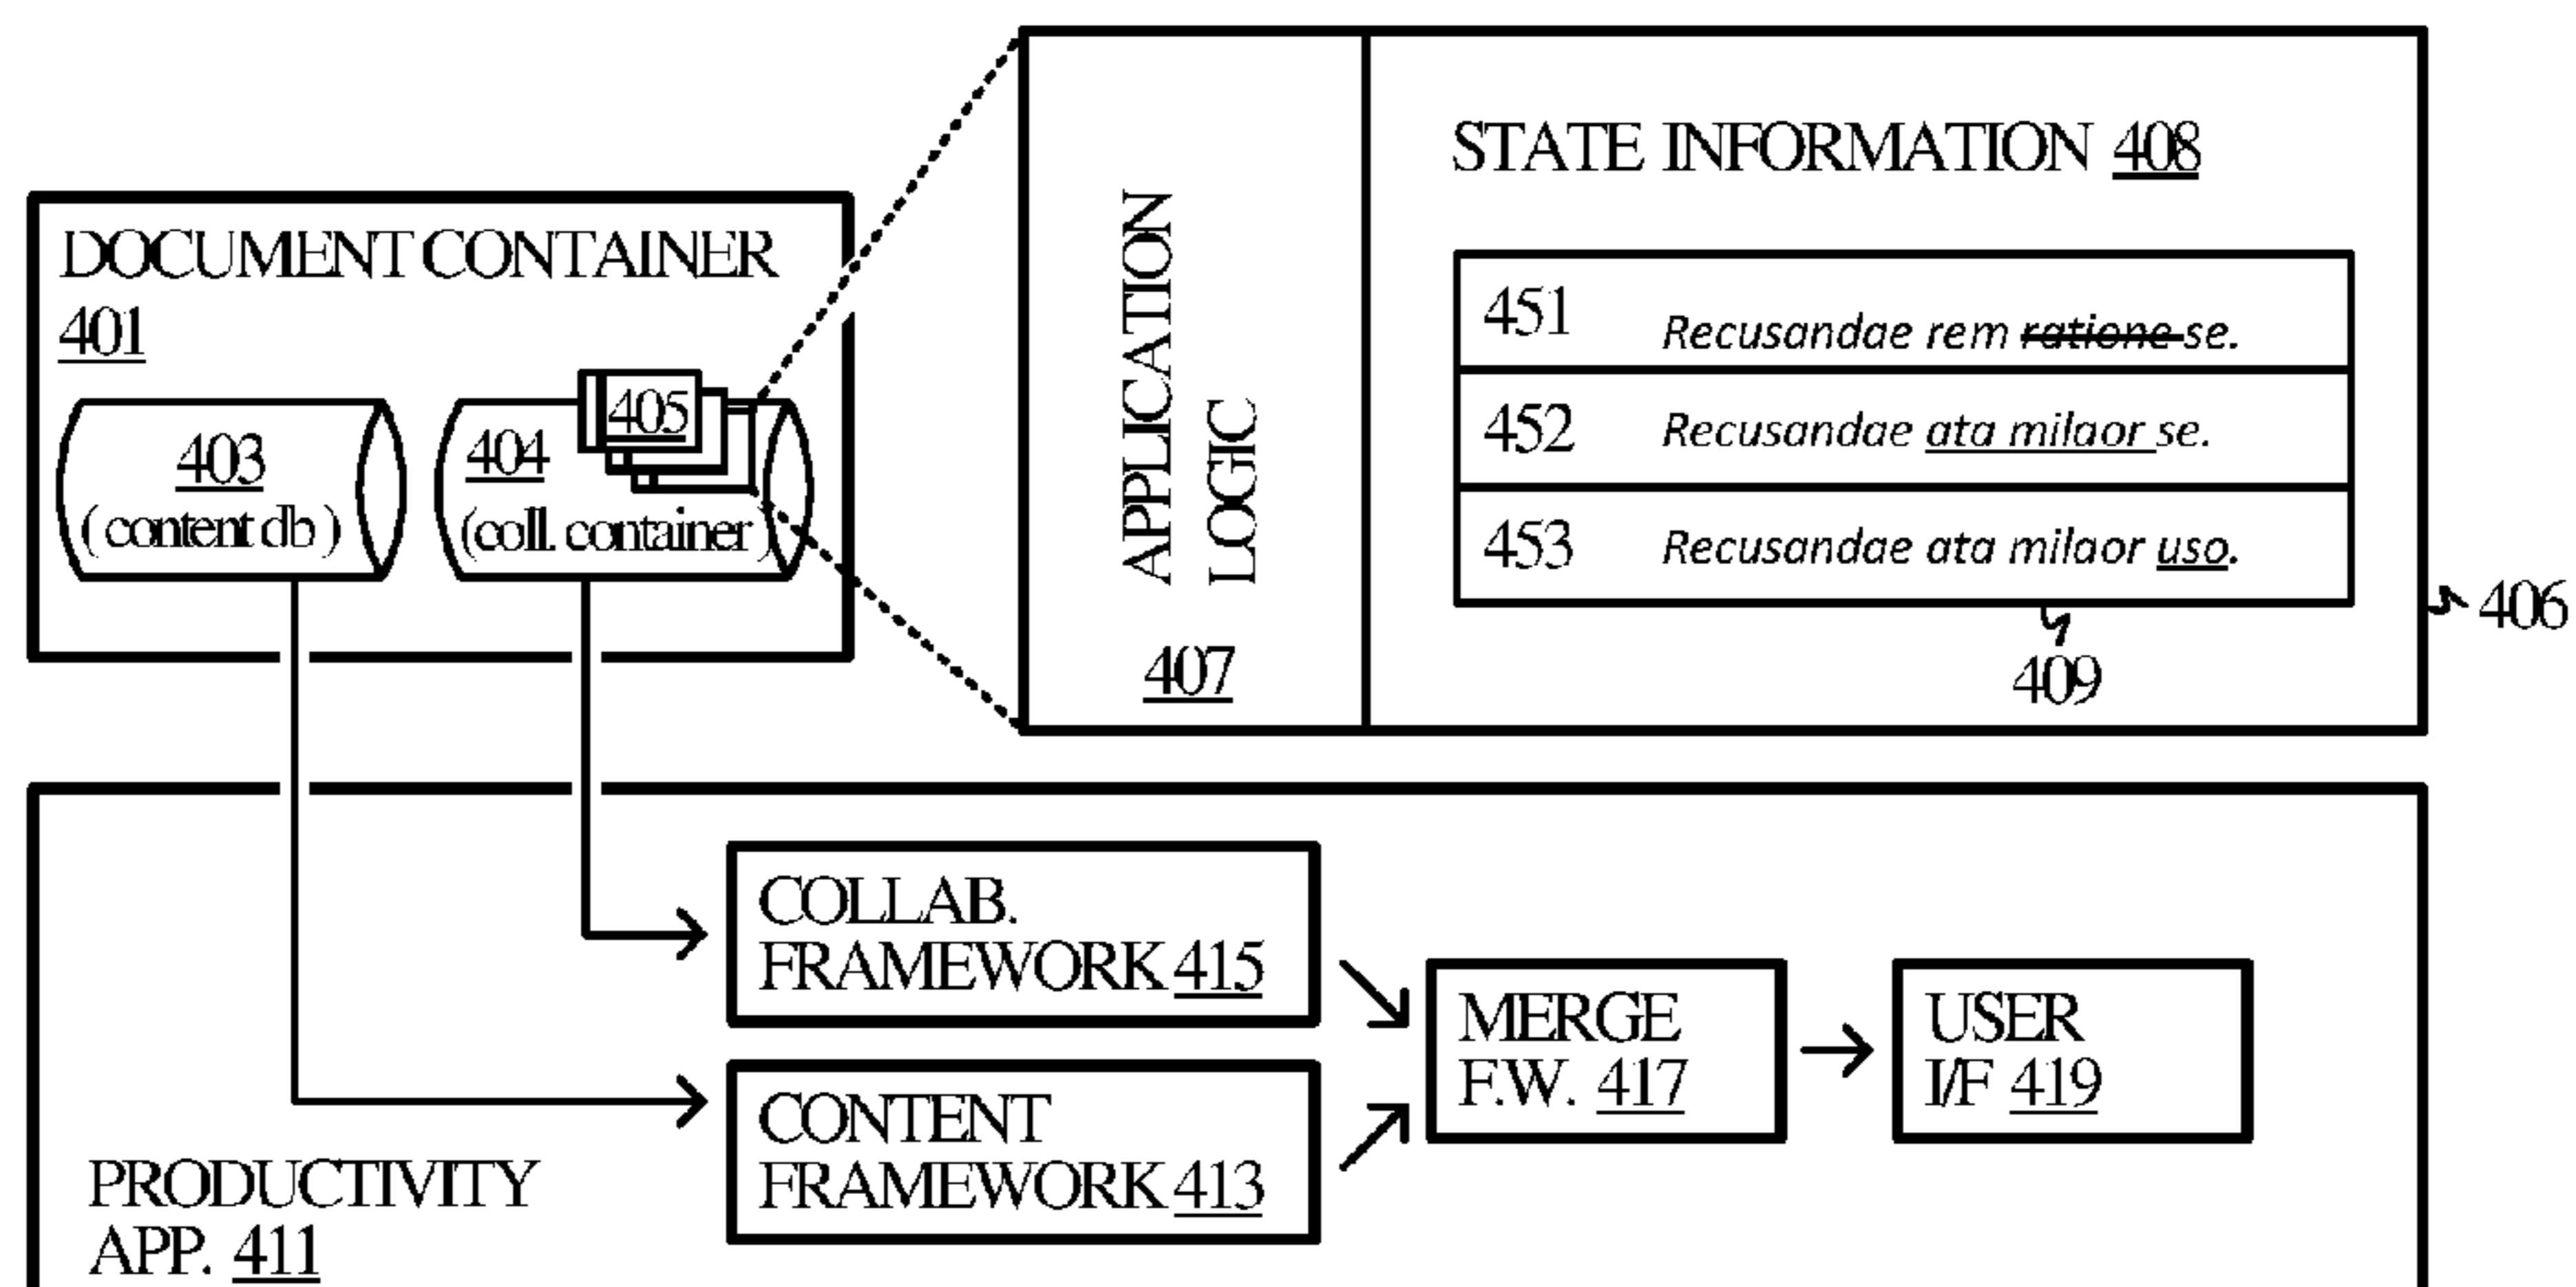 DOCUMENT CONTAINER
401
403
(content db)
404
405
(coll. container)
APPLICATION
LOGIC
407
STATE INFORMATION 408
451 Recusandae rem ratione se.
452 Recusandae ata milaor se.
453 Recusandae ata milaor uso.
409
406
COLLAB.
FRAMEWORK 415
CONTENT
FRAMEWORK 413
MERGE
F.W. 417
USER
I/F 419
PRODUCTIVITY
APP. 411